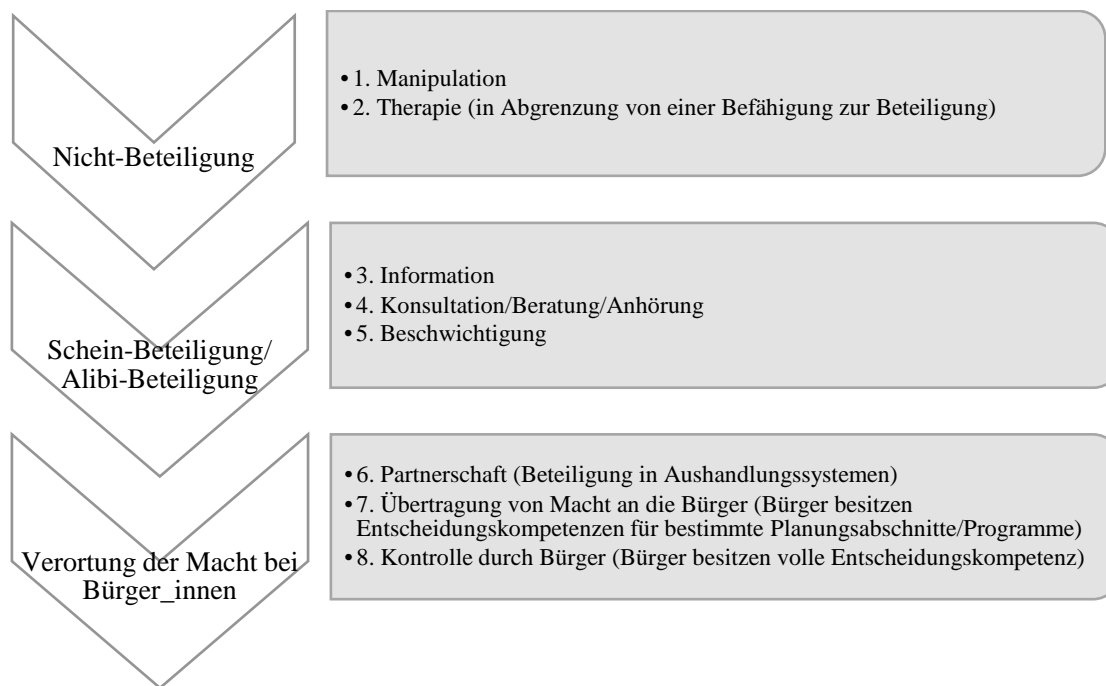 Nicht-Beteiligung
• 1. Manipulation
• 2. Therapie (in Abgrenzung von einer Befähigung zur Beteiligung)
Schein-Beteiligung/
Alibi-Beteiligung
• 3. Information
• 4. Konsultation/Beratung/Anhörung
• 5. Beschwichtigung
Verortung der Macht bei
Bürger_innen
• 6. Partnerschaft (Beteiligung in Aushandlungssystemen)
• 7. Übertragung von Macht an die Bürger (Bürger besitzen
Entscheidungskompetenzen für bestimmte Planungsabschnitte/Programme)
• 8. Kontrolle durch Bürger (Bürger besitzen volle Entscheidungskompetenz)